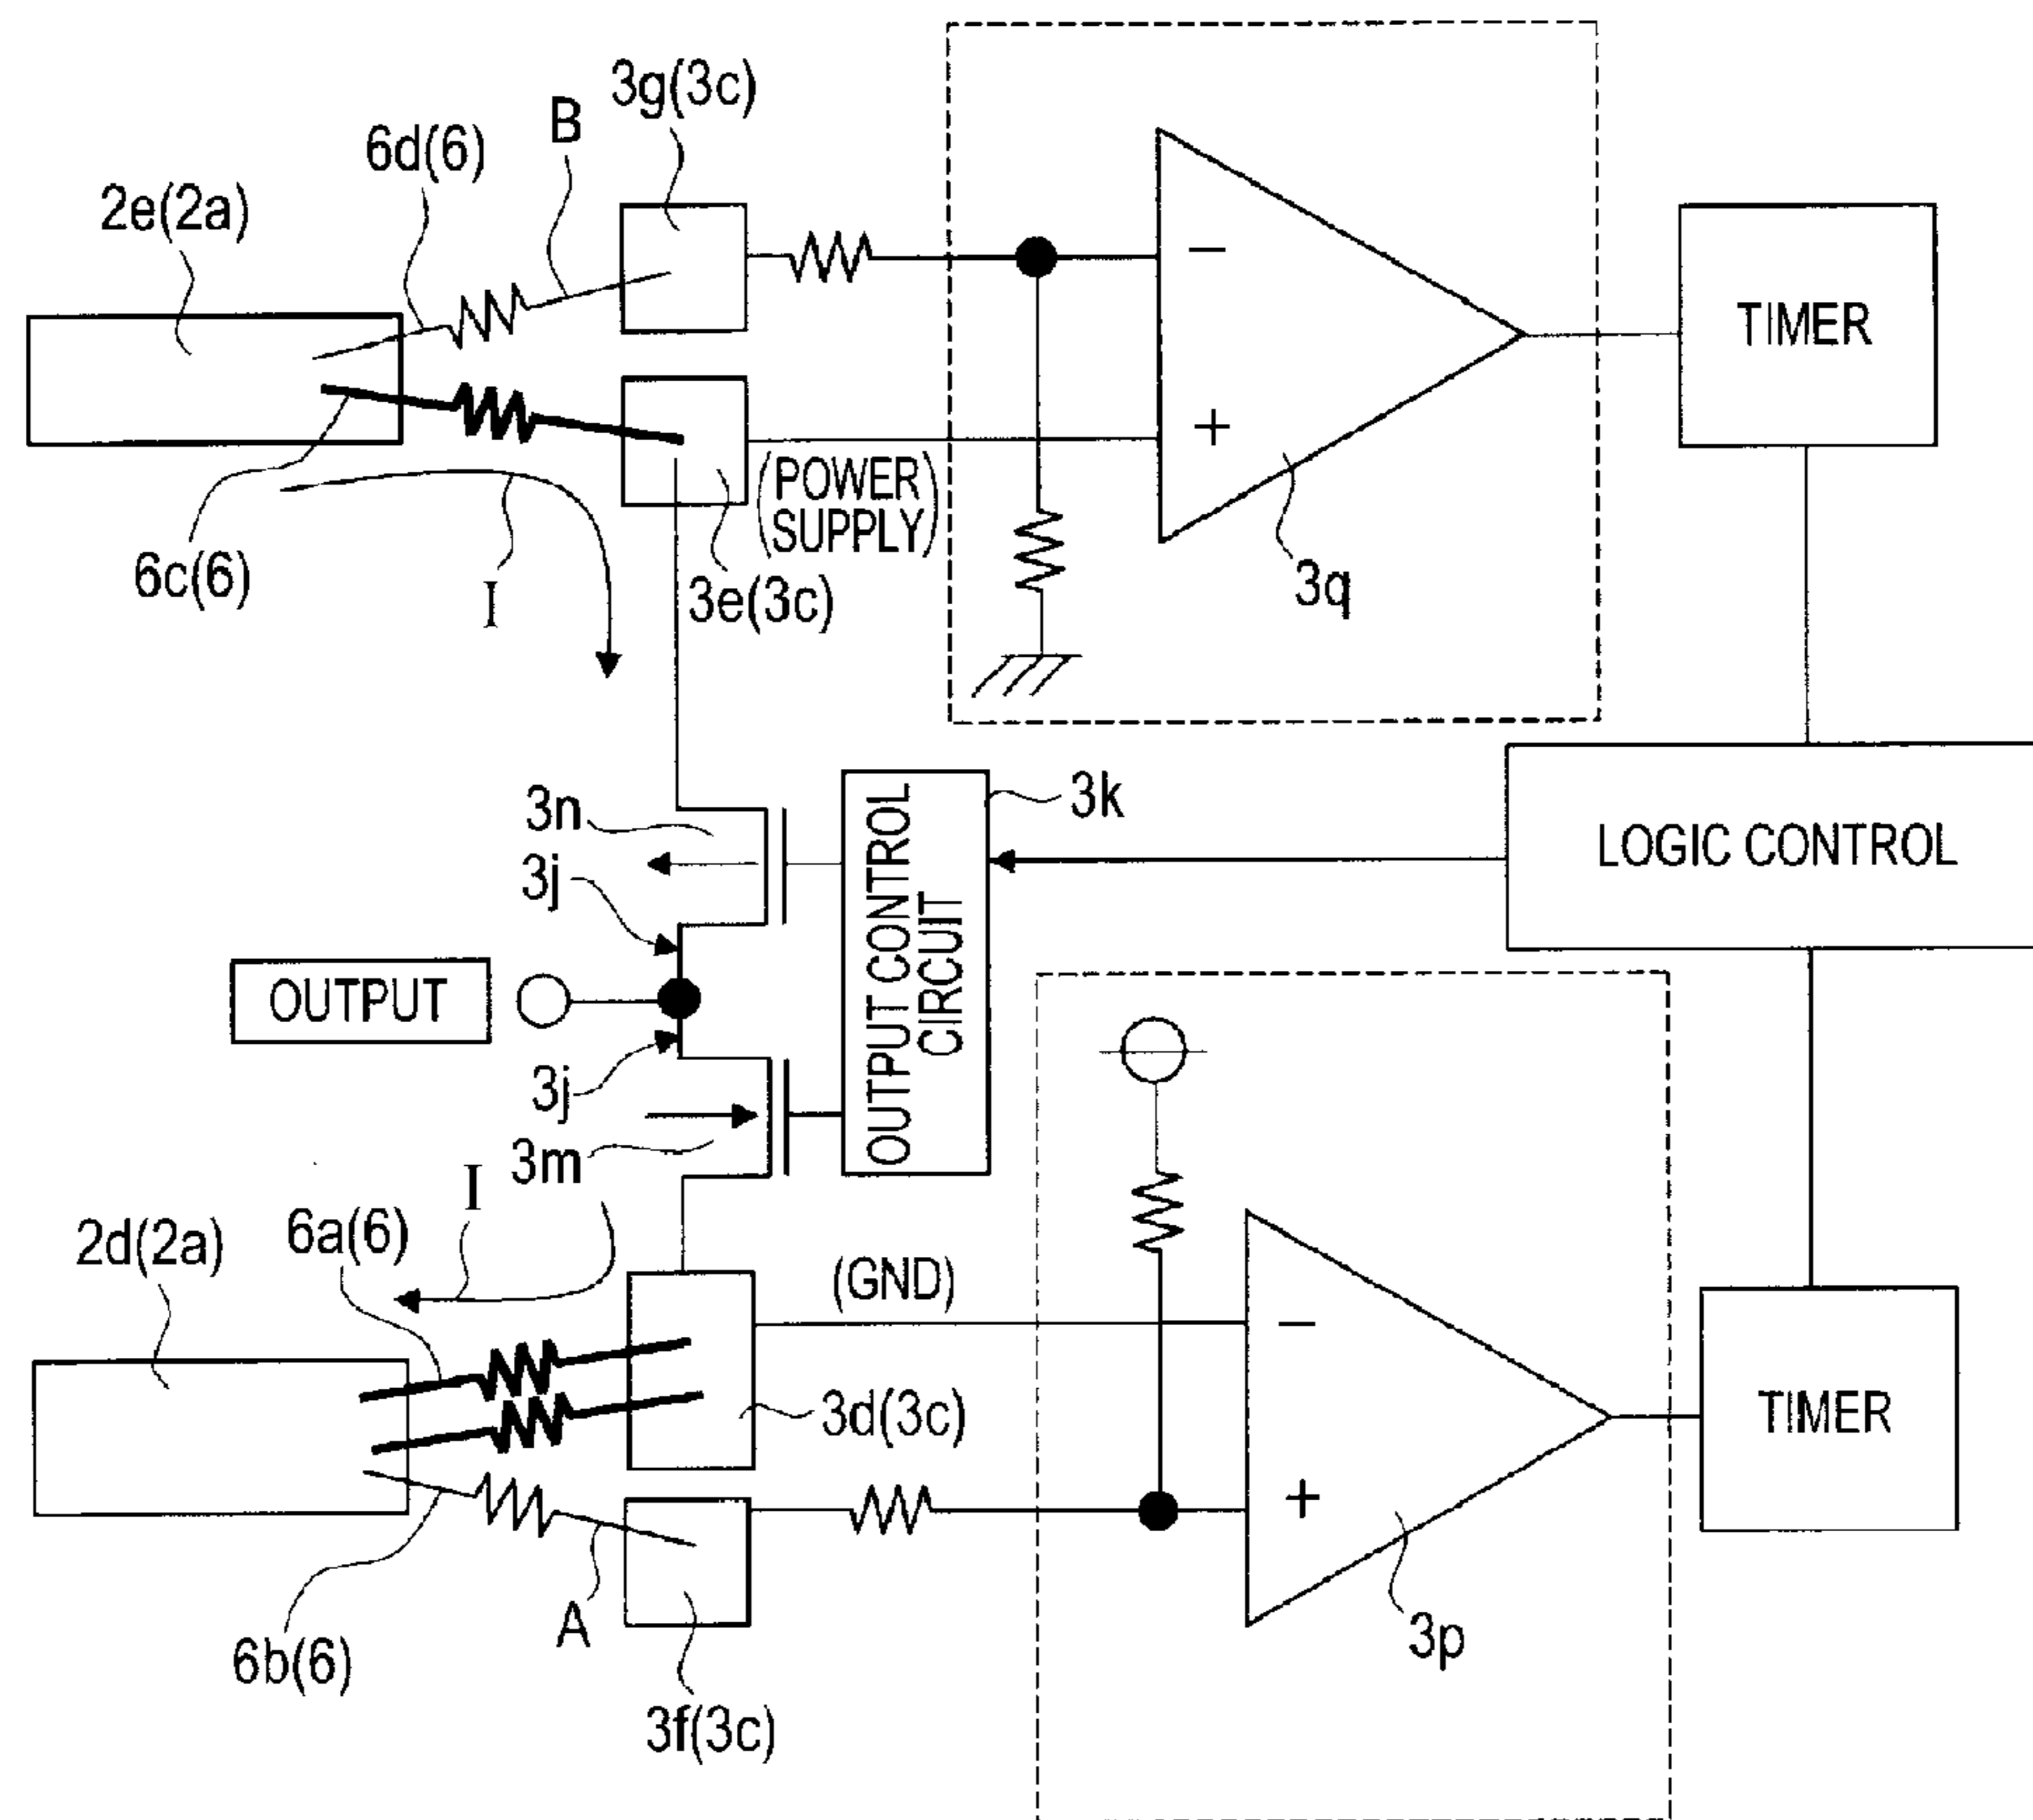 3g(3c)
B
6d(6)
2e(2a)
−
TIMER
+
(POWER
SUPPLY)
6c(6)
I
3e(3c)
3q
3n
3k
OUTPUT CONTROL
CIRCUIT
LOGIC CONTROL
3j
OUTPUT
3j
3m
I
6a(6)
2d(2a)
(GND)
−
3d(3c)
TIMER
+
A
6b(6)
3p
3f(3c)